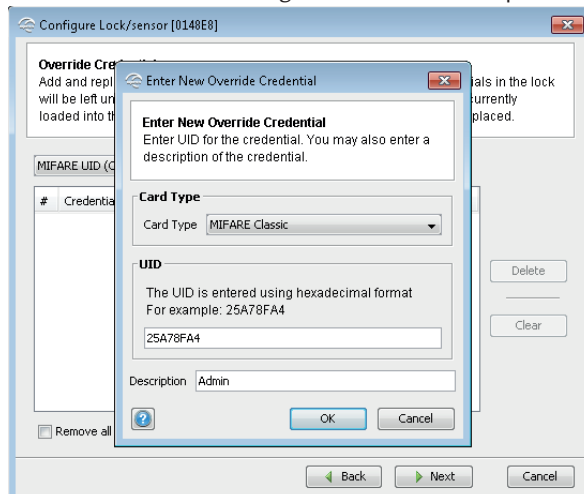 Configure Lock/sensor [0148E8]
Override
Add and repl
will be left un
loaded into
ials in the lock
urrently
placed.
MIFARE UID
# Credentia
Enter New Override Credential
Enter New Override Credential
Enter UID for the credential. You may also enter a
description of the credential.
Card Type
Card Type MIFARE Classic
UID
The UID is entered using hexadecimal format
For example: 25A78FA4
25A78FA4
Description Admin
? OK Cancel
Delete
Clear
Remove all
Back Next Cancel